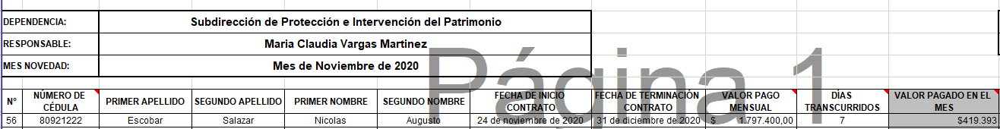 DEPENDENCIA: Subdirección de Protección e Intervención del Patrimonio
RESPONSABLE: Maria Claudia Vargas Martinez
MES NOVEDAD: Mes de Noviembre de 2020
Página 1
N° NÚMERO DE CÉDULA PRIMER APELLIDO SEGUNDO APELLIDO PRIMER NOMBRE SEGUNDO NOMBRE FECHA DE INICIO CONTRATO FECHA DE TERMINACIÓN CONTRATO VALOR PAGO MENSUAL DÍAS TRANSCURRIDOS VALOR PAGADO EN EL MES
56 80921222 Escobar Salazar Nicolas Augusto 24 de noviembre de 2020 31 de diciembre de 2020 $ 1.797.400,00 7 $419.393